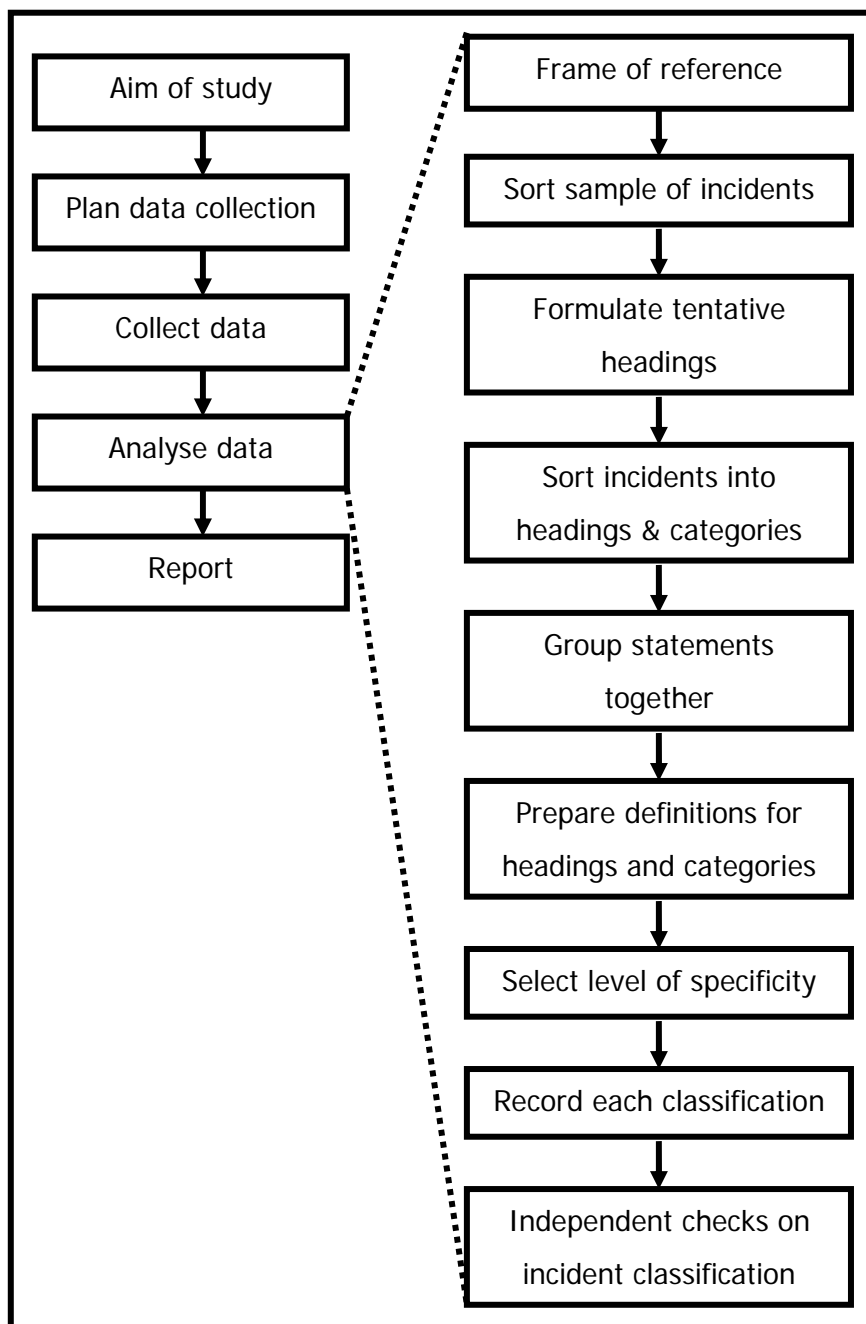 Aim of study
Plan data collection
Collect data
Analyse data
Report
Frame of reference
Sort sample of incidents
Formulate tentative
headings
Sort incidents into
headings & categories
Group statements
together
Prepare definitions for
headings and categories
Select level of specificity
Record each classification
Independent checks on
incident classification